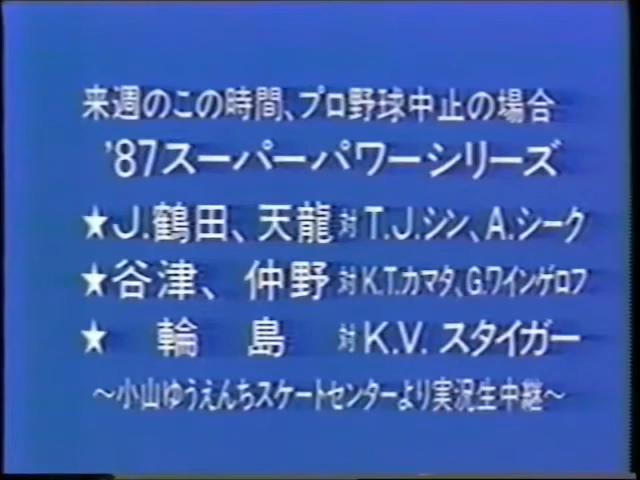 来週のこの時間、プロ野球中止の場合
'87スーパーパワーシリーズ
★J.鶴田、天龍 対 T.J.シン、A.シーク
★谷津、仲野 対 K.T.カマタ、G.ワインゲロフ
★ 輪島 対 K.V. スタイガー
～小山ゆうえんちスケートセンターより実況生中継～